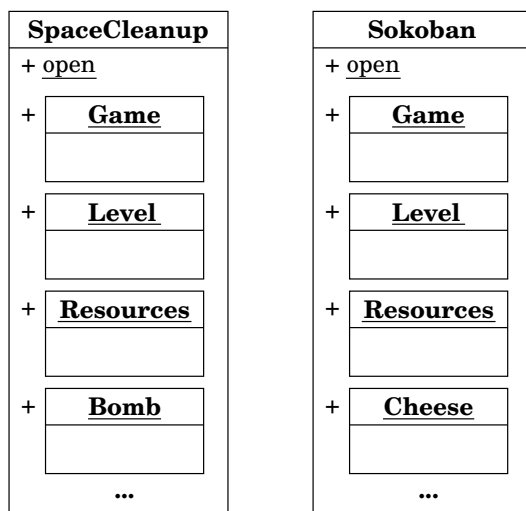 SpaceCleanup
+ open
+ Game
+ Level
+ Resources
+ Bomb
...
Sokoban
+ open
+ Game
+ Level
+ Resources
+ Cheese
...